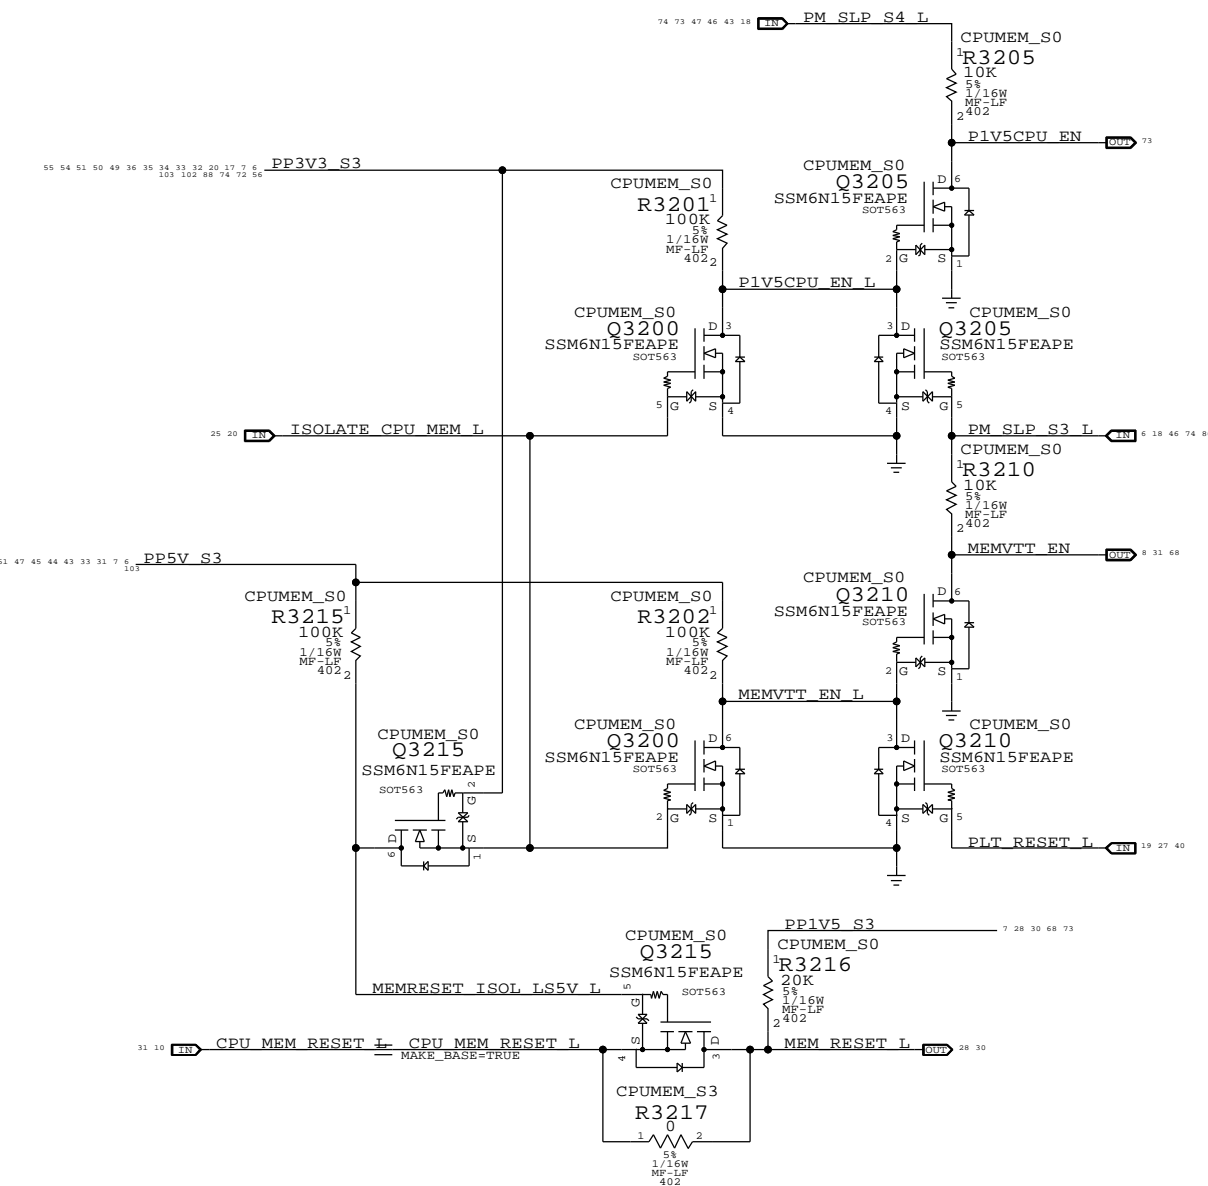 74 73 47 46 43 18
IN
PM_SLP_S4_L
CPUMEM_S0
1
R3205
10K
5%
1/16W
MF-LF
402
2
P1V5CPU_EN
OUT
73
55 54 51 50 49 36 35 34 33 32 20 17 7 6
103 102 88 74 72 56
PP3V3_S3
CPUMEM_S0
R3201
1
100K
5%
1/16W
MF-LF
402
2
CPUMEM_S0
Q3205
SSM6N15FEAPE
SOT563
D
6
2
G
S
1
P1V5CPU_EN_L
CPUMEM_S0
Q3200
SSM6N15FEAPE
SOT563
D
3
5
G
S
4
3
D
CPUMEM_S0
Q3205
SSM6N15FEAPE
SOT563
4
S
G
5
25 20
IN
ISOLATE_CPU_MEM_L
PM_SLP_S3_L
IN
CPUMEM_S0
1
R3210
10K
5%
1/16W
MF-LF
402
2
MEMVTT_EN
OUT
8 31 68
47 45 44 43 33 31 7 6
103
PP5V_S3
CPUMEM_S0
R3215
1
100K
5%
1/16W
MF-LF
402
2
CPUMEM_S0
R3202
1
100K
5%
1/16W
MF-LF
402
2
CPUMEM_S0
Q3210
SSM6N15FEAPE
SOT563
D
6
2
G
S
1
MEMVTT_EN_L
CPUMEM_S0
Q3215
SSM6N15FEAPE
SOT563
2
G
D
S
6
1
CPUMEM_S0
Q3200
SSM6N15FEAPE
SOT563
D
6
2
G
S
1
3
D
CPUMEM_S0
Q3210
SSM6N15FEAPE
SOT563
4
S
G
5
PLT_RESET_L
IN
19 27 40
PP1V5_S3
7 28 30 68 73
CPUMEM_S0
Q3215
SSM6N15FEAPE
SOT563
CPUMEM_S0
1
R3216
20K
5%
1/16W
MF-LF
402
2
MEMRESET_ISOL_LS5V_L
5
G
S
D
4
3
31 10
IN
CPU_MEM_RESET_L
CPU_MEM_RESET_L
MAKE_BASE=TRUE
MEM_RESET_L
OUT
28 30
CPUMEM_S3
R3217
0
1
2
5%
1/16W
MF-LF
402